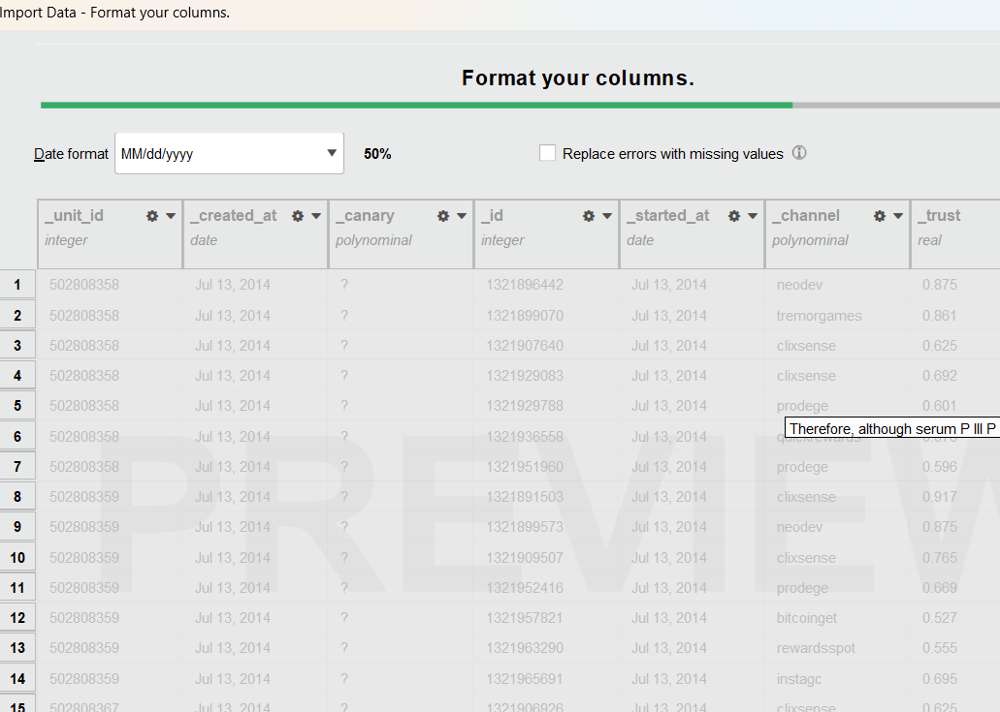 Import Data - Format your columns.
Format your columns.
Date format MM/dd/yyyy 50% Replace errors with missing values
_unit_id _created_at _canary _id _started_at _channel _trust
integer date polynominal integer date polynominal real
1 502808358 Jul 13, 2014 ? 1321896442 Jul 13, 2014 neodev 0.875
2 502808358 Jul 13, 2014 ? 1321899070 Jul 13, 2014 tremorgames 0.861
3 502808358 Jul 13, 2014 ? 1321907640 Jul 13, 2014 clixsense 0.625
4 502808358 Jul 13, 2014 ? 1321929083 Jul 13, 2014 clixsense 0.692
5 502808358 Jul 13, 2014 ? 1321929788 Jul 13, 2014 prodege 0.601
Therefore, although serum P III P
6 502808358 Jul 13, 2014 ? 1321936558 Jul 13, 2014 quickrewards
7 502808358 Jul 13, 2014 ? 1321951960 Jul 13, 2014 prodege 0.596
8 502808359 Jul 13, 2014 ? 1321891503 Jul 13, 2014 clixsense 0.917
9 502808359 Jul 13, 2014 ? 1321899573 Jul 13, 2014 neodev 0.875
10 502808359 Jul 13, 2014 ? 1321909507 Jul 13, 2014 clixsense 0.765
11 502808359 Jul 13, 2014 ? 1321952416 Jul 13, 2014 prodege 0.669
12 502808359 Jul 13, 2014 ? 1321957821 Jul 13, 2014 bitcoinget 0.527
13 502808359 Jul 13, 2014 ? 1321963290 Jul 13, 2014 rewardsspot 0.555
14 502808359 Jul 13, 2014 ? 1321965691 Jul 13, 2014 instagc 0.695
15 502808367 Jul 13, 2014 ? 1321906926 Jul 13, 2014 clixsense 0.625
PREVIEW